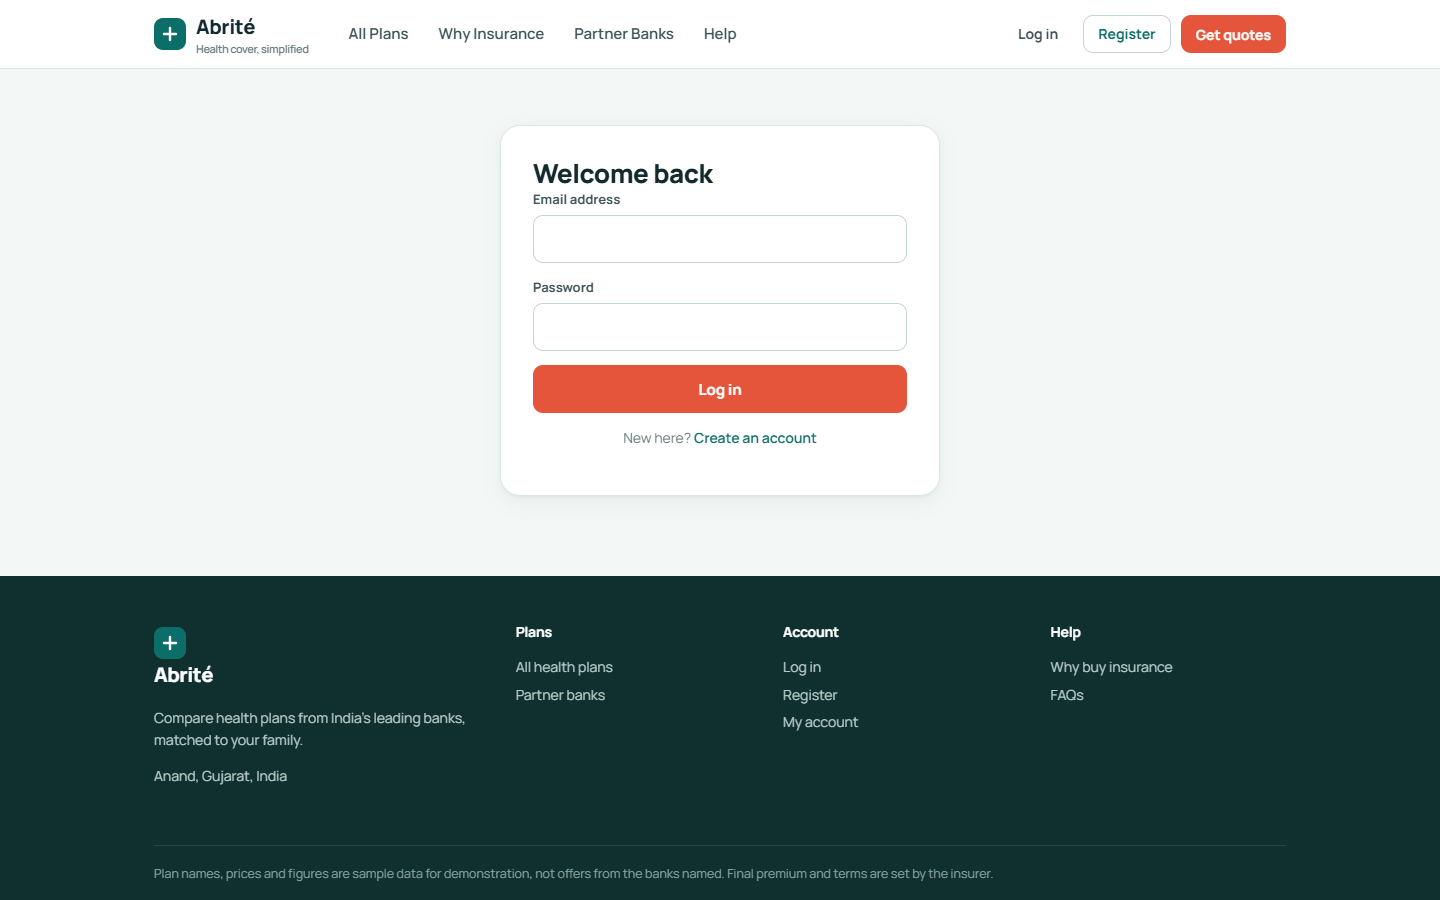 Abrité
Health cover, simplified
All Plans
Why Insurance
Partner Banks
Help
Log in
Register
Get quotes
Welcome back
Email address
Password
Log in
New here? Create an account
Abrité
Compare health plans from India's leading banks,
matched to your family.
Anand, Gujarat, India
Plans
All health plans
Partner banks
Account
Log in
Register
My account
Help
Why buy insurance
FAQs
Plan names, prices and figures are sample data for demonstration, not offers from the banks named. Final premium and terms are set by the insurer.